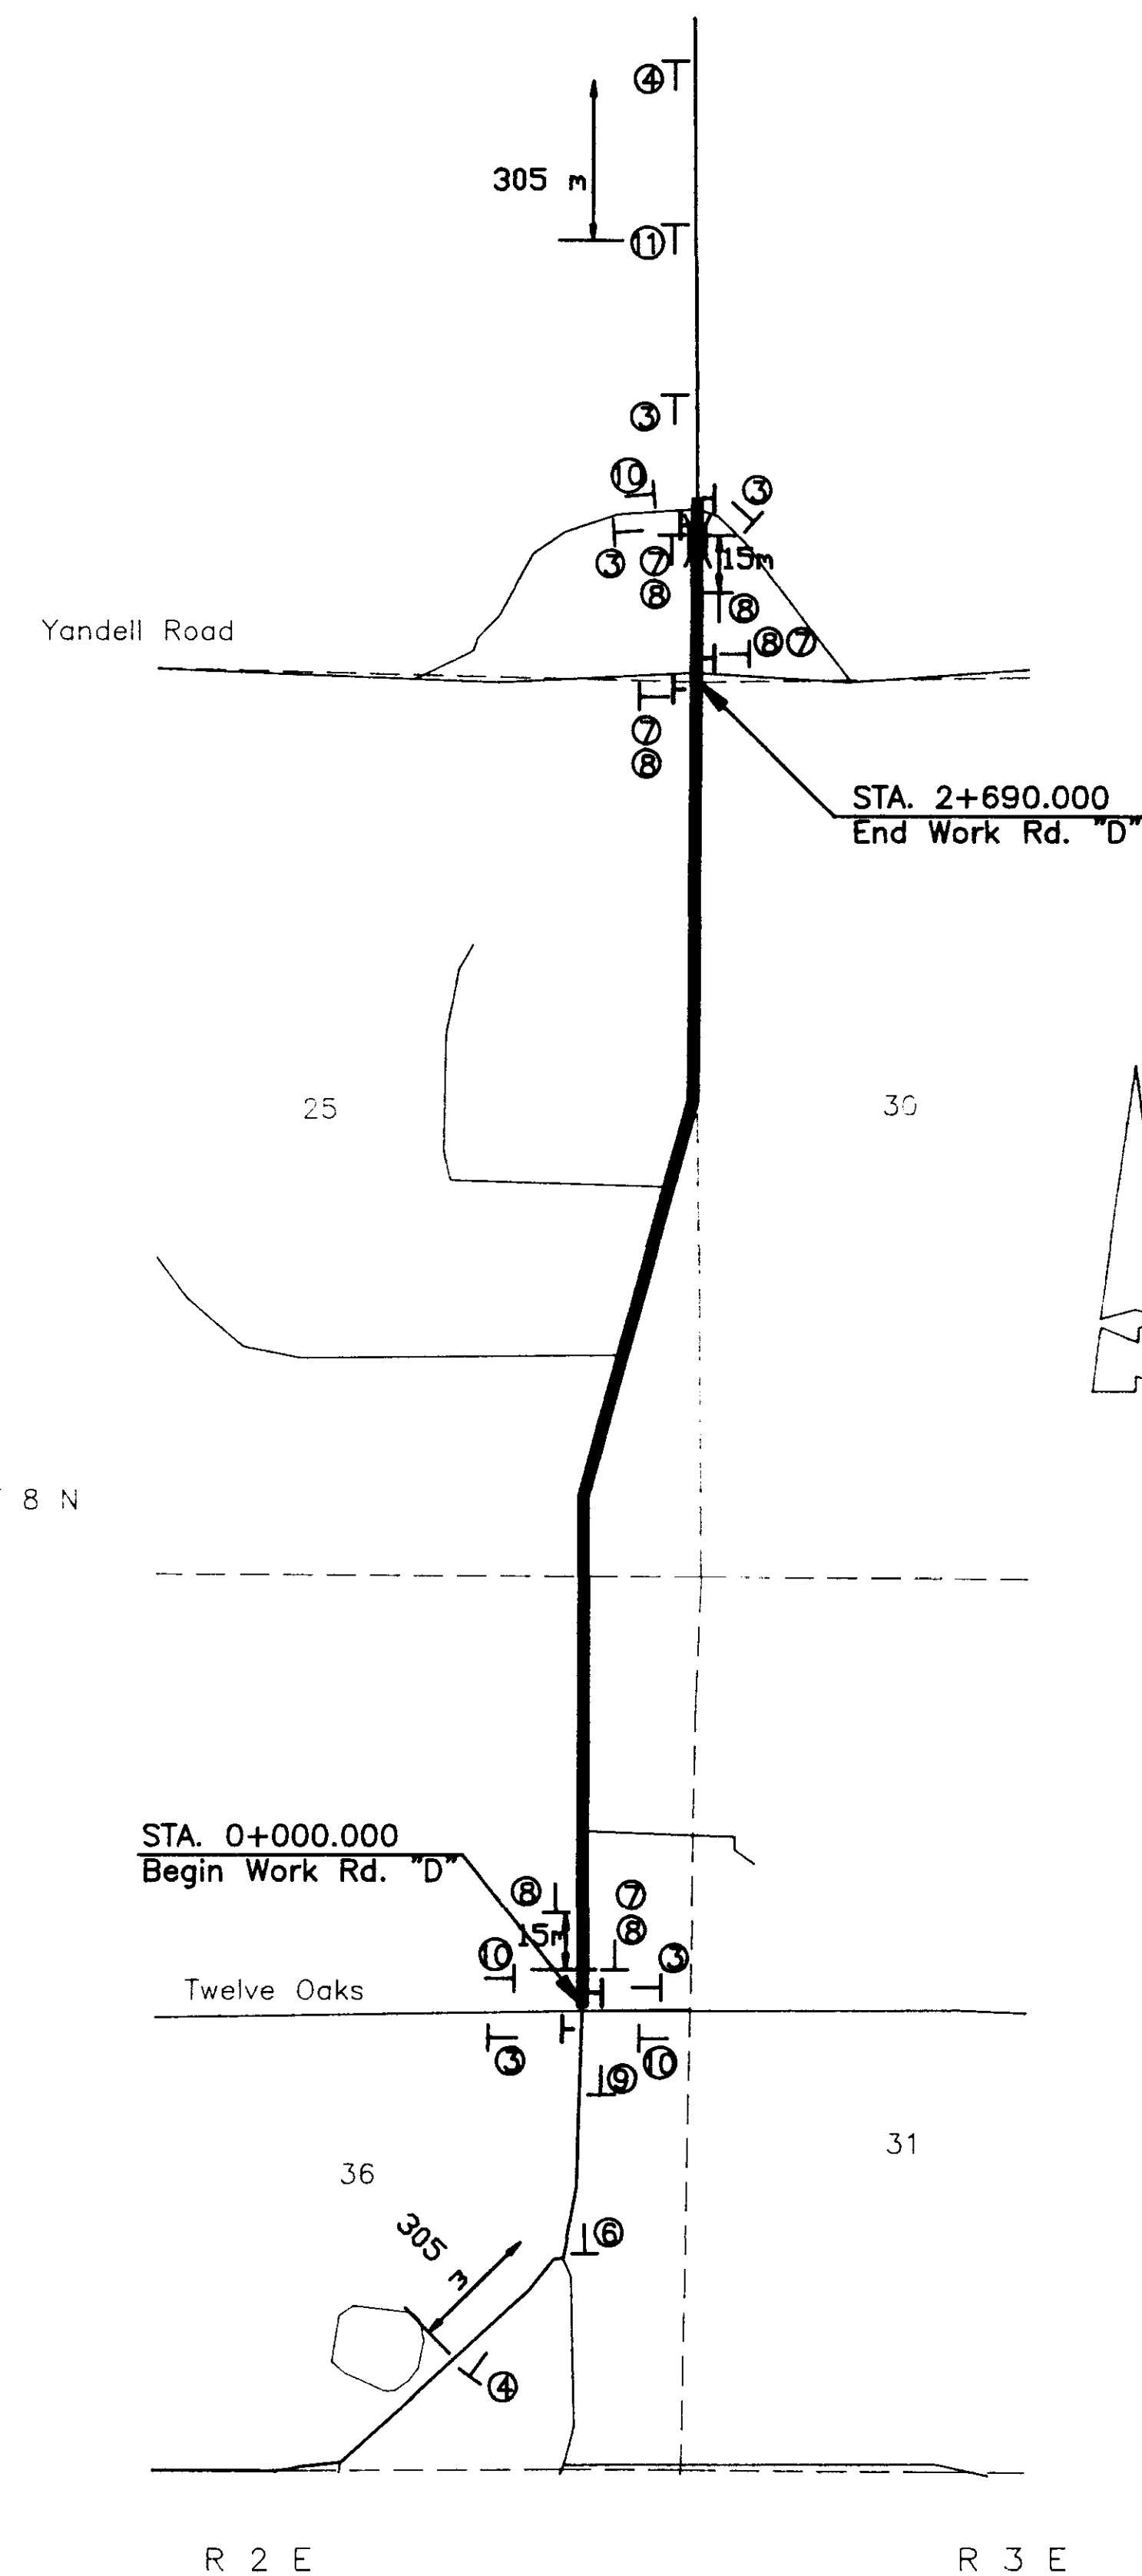 ④
305 m
⑪
③
⑩
③
③
⑦
15m
⑧
⑧
⑧ ⑦
Yandell Road
⑦
⑧
STA. 2+690.000
End Work Rd. "D"
25
30
8 N
STA. 0+000.000
Begin Work Rd. "D"
⑧
⑦
15m
⑧
⑩
③
Twelve Oaks
③
⑩
⑨
31
36
305 m
⑥
④
R 2 E
R 3 E